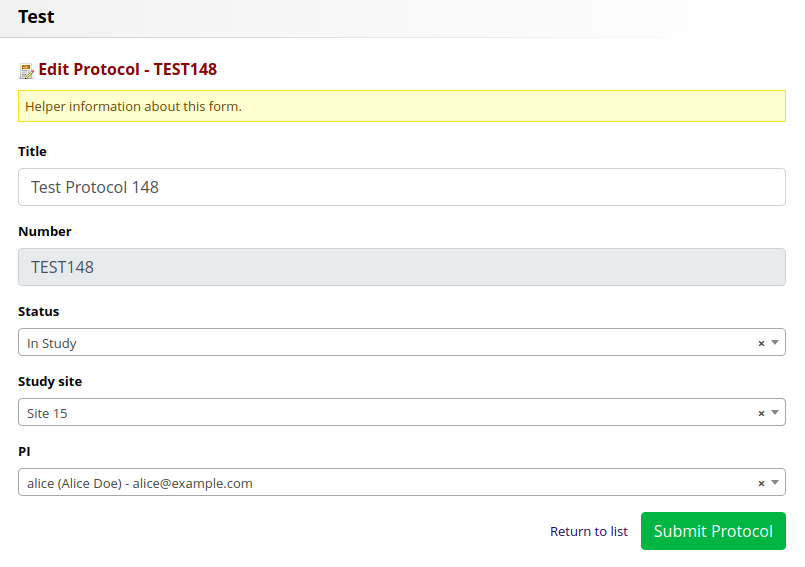 Test
Edit Protocol - TEST148
Helper information about this form.
Title
Test Protocol 148
Number
TEST148
Status
In Study
×
Study site
Site 15
×
PI
alice (Alice Doe) - alice@example.com
×
Return to list
Submit Protocol